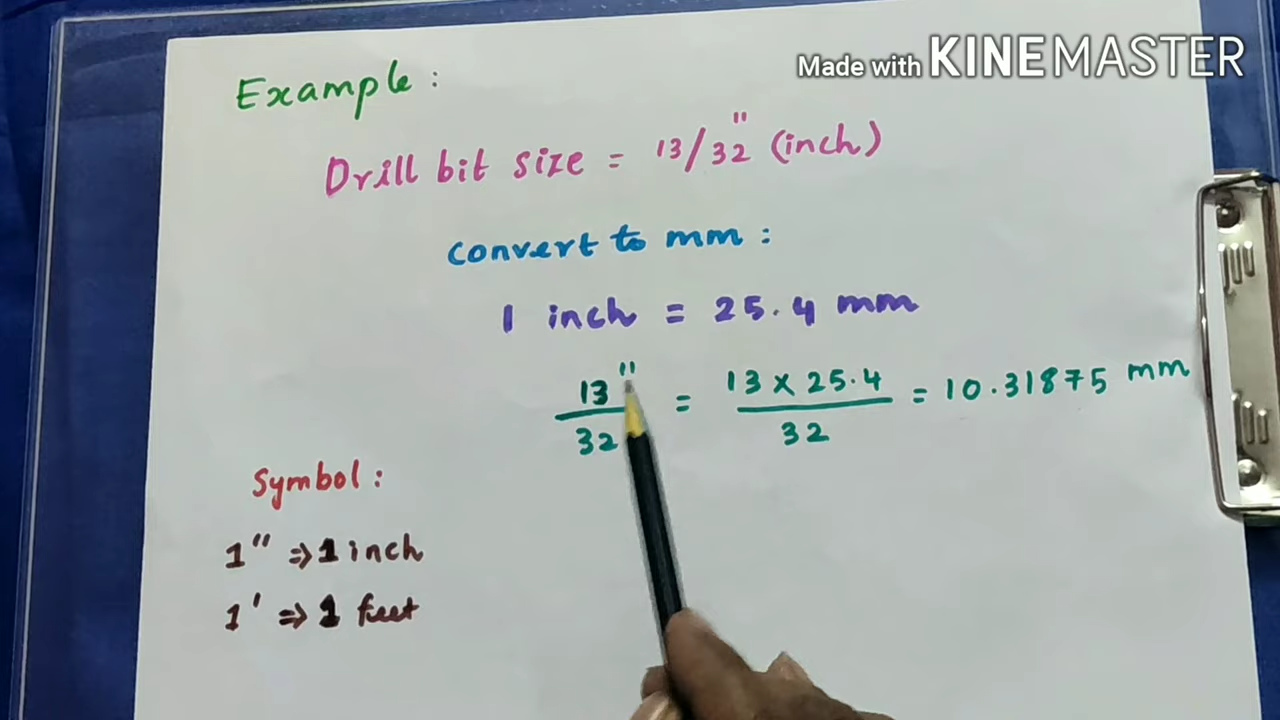 Made with KINEMASTER
Example:
Drill bit size = 13/32" (inch)
convert to mm:
1 inch = 25.4 mm
13"/32 = 13 x 25.4/32 = 10.31875 mm
Symbol:
1" ⇒ 1 inch
1' ⇒ 1 feet